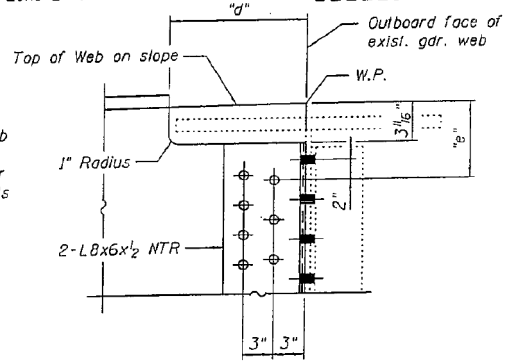 "d"
Outboard face of
exist. gdr. web
Top of Web on slope
W.P.
3 11/16"
"e"
1" Radius
2"
2-L8x6x½ NTR
3"
3"